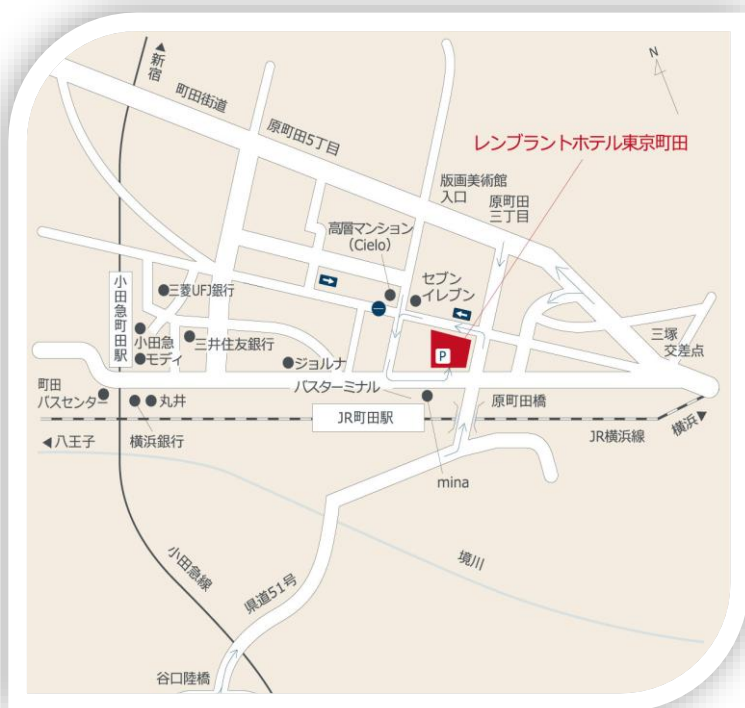 ▲新宿
N
町田街道
原町田5丁目
レンブラントホテル東京町田
版画美術館
入口
原町田
三丁目
高層マンション
（Cielo）
セブン
イレブン
三菱UFJ銀行
小田急町田駅
小田急
モディ
三井住友銀行
ジョルナ
P
三塚
交差点
町田
バスセンター
丸井
横浜銀行
バスターミナル
JR町田駅
原町田橋
◀八王子
JR横浜線
横浜▶
mina
小田急線
県道51号
境川
谷口陸橋